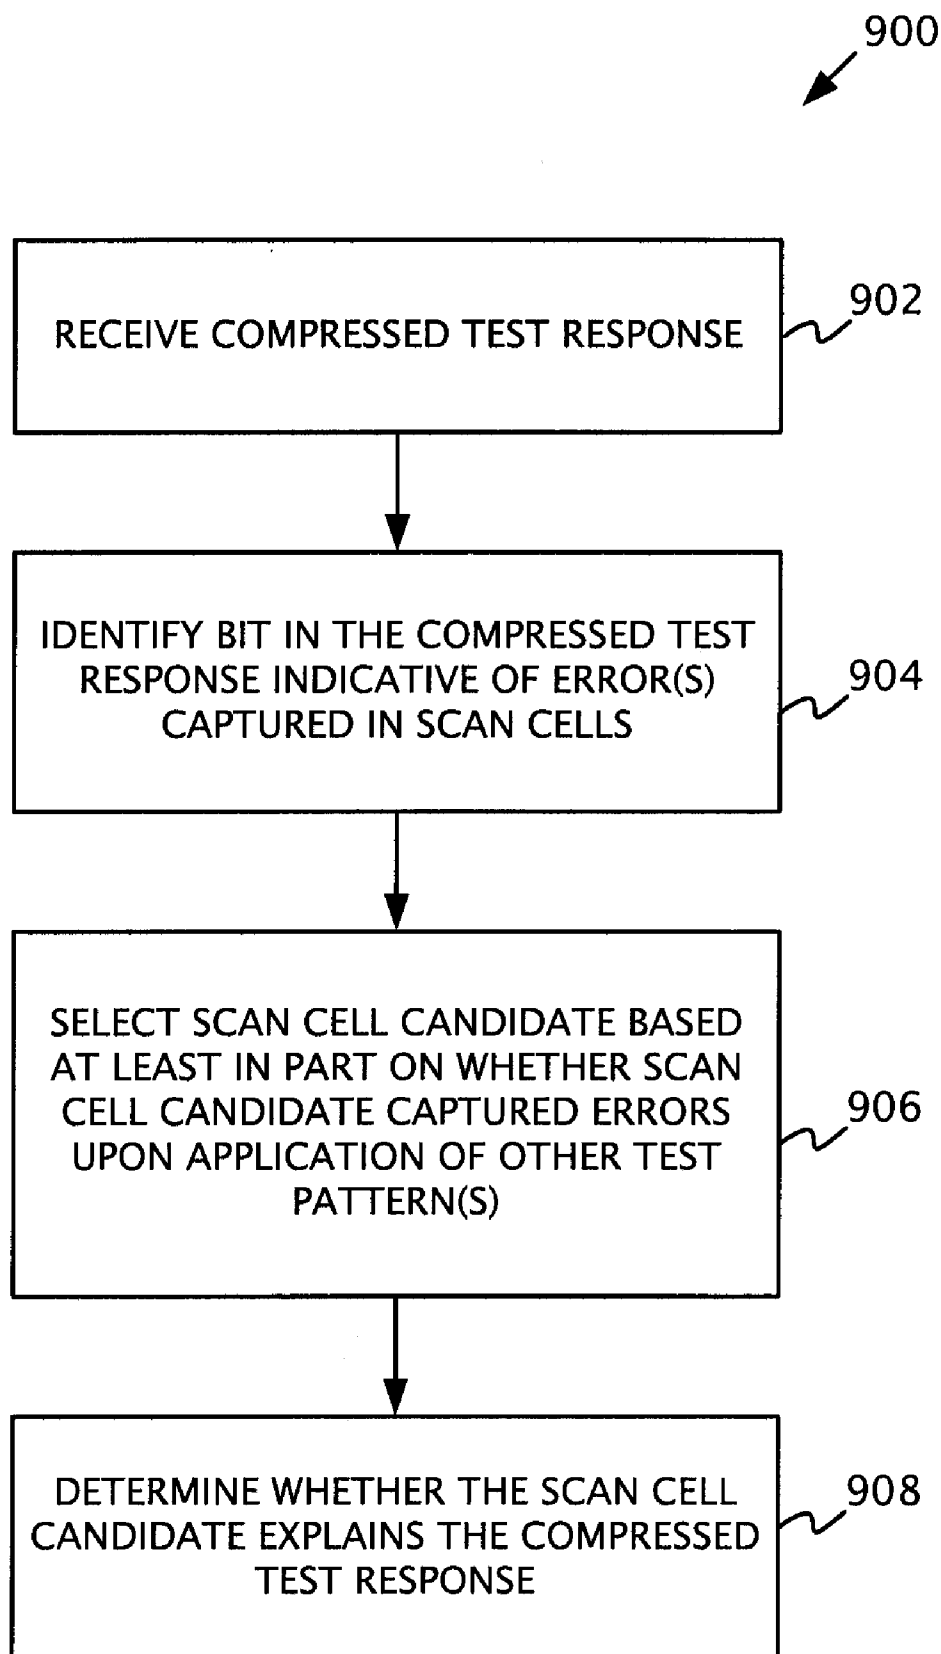 900
RECEIVE COMPRESSED TEST RESPONSE
902
IDENTIFY BIT IN THE COMPRESSED TEST
RESPONSE INDICATIVE OF ERROR(S)
CAPTURED IN SCAN CELLS
904
SELECT SCAN CELL CANDIDATE BASED
AT LEAST IN PART ON WHETHER SCAN
CELL CANDIDATE CAPTURED ERRORS
UPON APPLICATION OF OTHER TEST
PATTERN(S)
906
DETERMINE WHETHER THE SCAN CELL
CANDIDATE EXPLAINS THE COMPRESSED
TEST RESPONSE
908